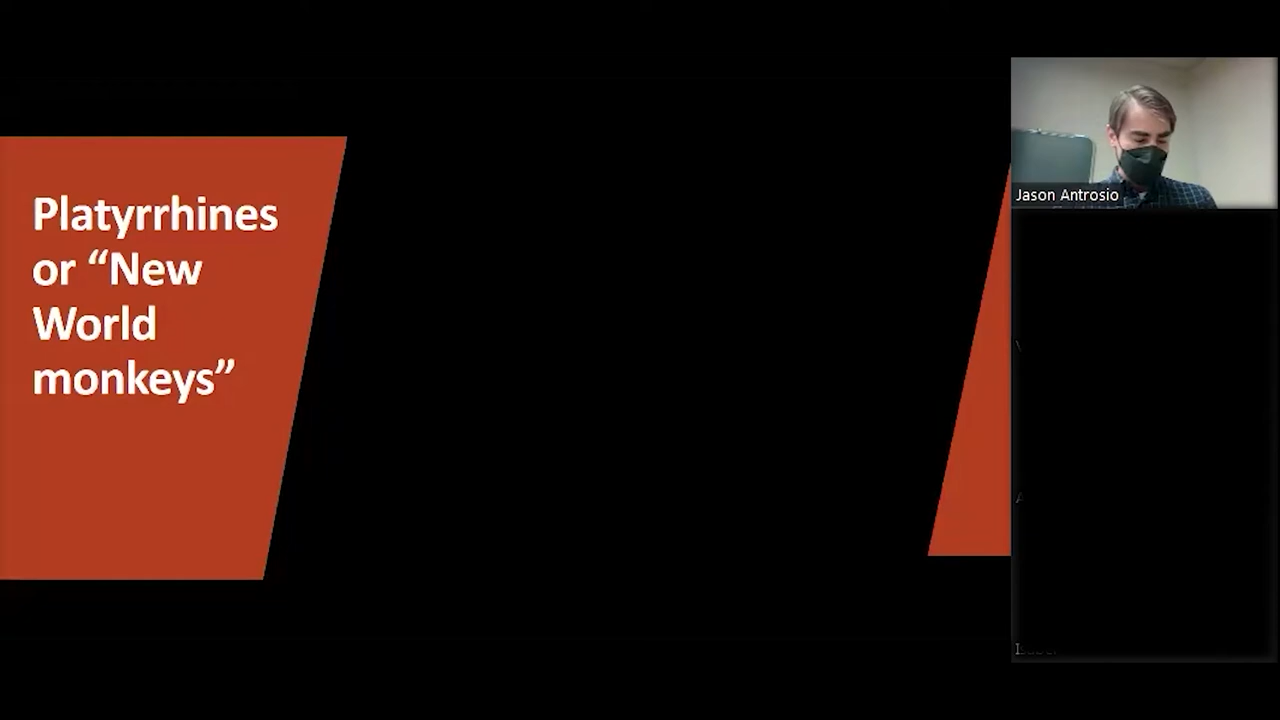 Platyrrhines
or “New
World
monkeys”
Jason Antrosio